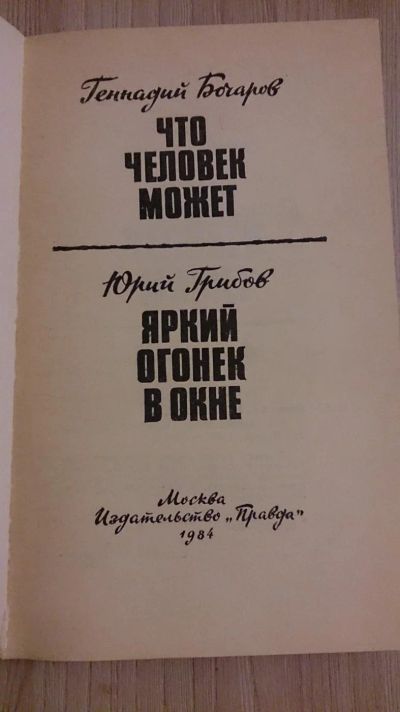 Геннадий Бочаров
ЧТО
ЧЕЛОВЕК
МОЖЕТ
Юрий Грибов
ЯРКИЙ
ОГОНЕК
В ОКНЕ
Москва
Издательство „Правда"
1984